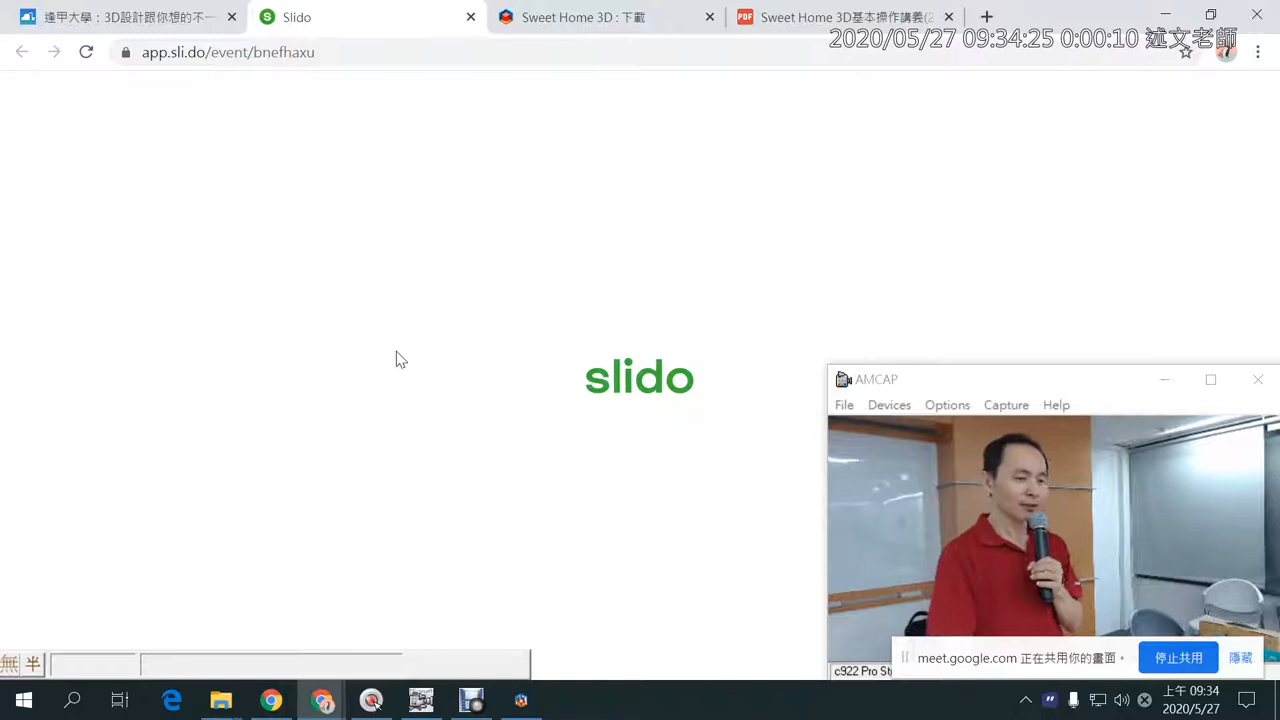 逢甲大學：3D設計跟你想的不一
Slido
Sweet Home 3D : 下載
PDF
Sweet Home 3D基本操作講義(2
2020/05/27 09:34:25 0:00:10 述文老師
app.sli.do/event/bnefhaxu
slido
AMCAP
File Devices Options Capture Help
meet.google.com 正在共用你的畫面。
停止共用
隱藏
無 半
c922 Pro St
上午 09:34
2020/5/27